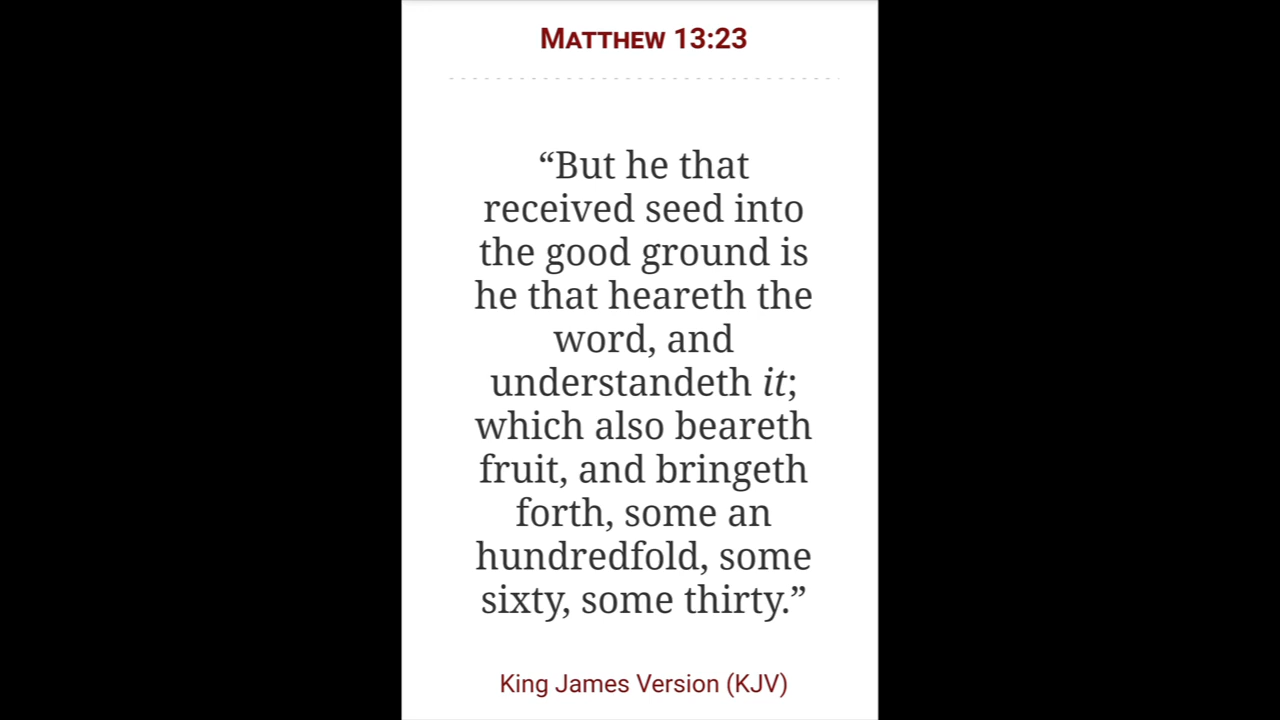 Matthew 13:23
“But he that
received seed into
the good ground is
he that heareth the
word, and
understandeth it;
which also beareth
fruit, and bringeth
forth, some an
hundredfold, some
sixty, some thirty.”
King James Version (KJV)